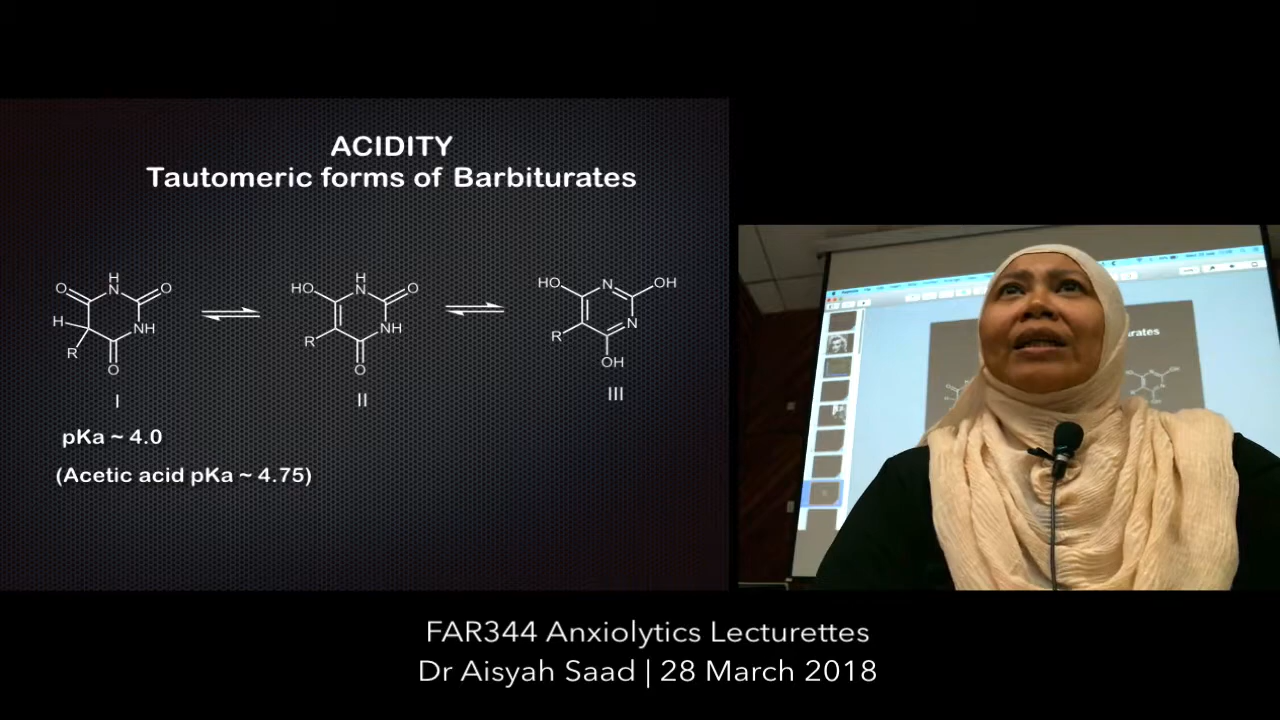 ACIDITY
Tautomeric forms of Barbiturates
H
O N O
H NH
R
O
I
H
HO N O
NH
R
O
II
HO N OH
N
R
OH
III
pKa ~ 4.0
(Acetic acid pKa ~ 4.75)
rates
FAR344 Anxiolytics Lecturettes
Dr Aisyah Saad | 28 March 2018